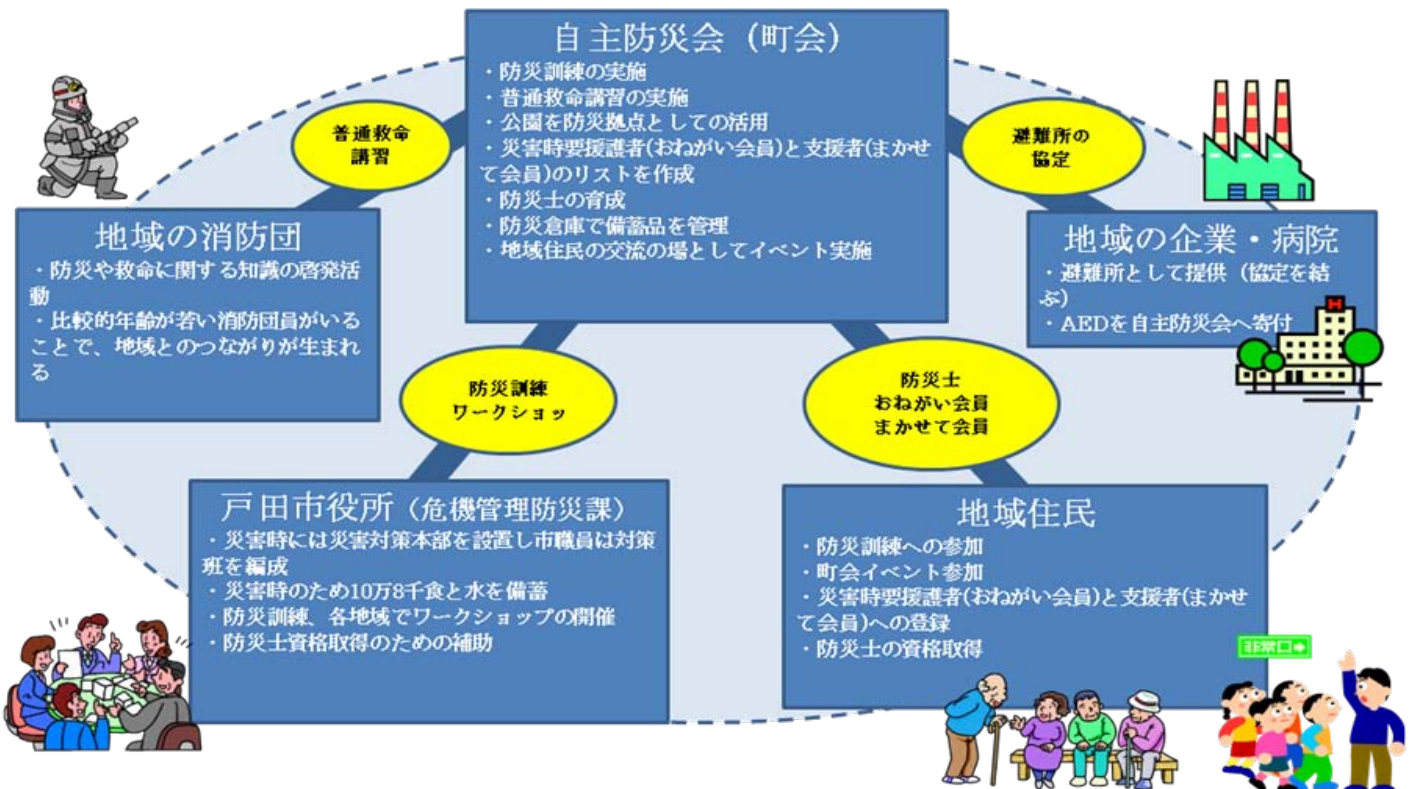 自主防災会（町会）
・防災訓練の実施
・普通救命講習の実施
・公園を防災拠点としての活用
・災害時要援護者(おねがい会員)と支援者(まかせ
て会員)のリストを作成
・防災士の育成
・防災倉庫で備蓄品を管理
・地域住民の交流の場としてイベント実施
普通救命
講習
避難所の
協定
地域の消防団
・防災や救命に関する知識の啓発活
動
・比較的年齢が若い消防団員がいる
ことで、地域とのつながりが生まれ
る
地域の企業・病院
・避難所として提供（協定を結
ぶ）
・AEDを自主防災会へ寄付
H
防災訓練
ワークショッ
防災士
おねがい会員
まかせて会員
戸田市役所（危機管理防災課）
・災害時には災害対策本部を設置し市職員は対策
班を編成
・災害時のため10万8千食と水を備蓄
・防災訓練、各地域でワークショップの開催
・防災士資格取得のための補助
地域住民
・防災訓練への参加
・町会イベント参加
・災害時要援護者(おねがい会員)と支援者(まかせ
て会員)への登録
・防災士の資格取得
非常口